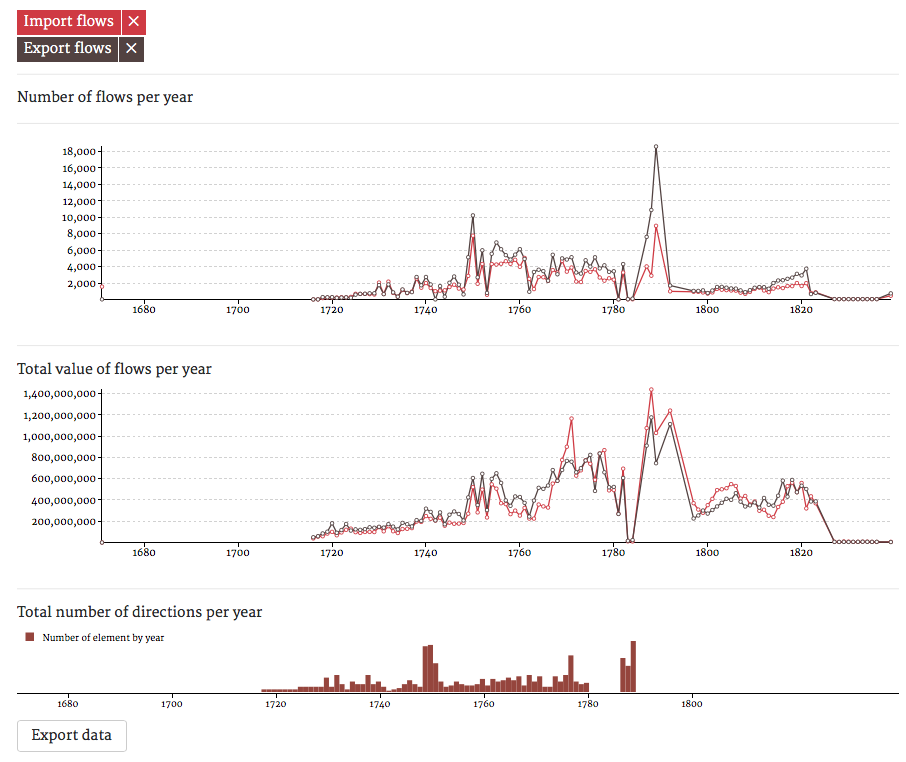 Import flows ×
Export flows ×
Number of flows per year
18,000
16,000
14,000
12,000
10,000
8,000
6,000
4,000
2,000
1680 1700 1720 1740 1760 1780 1800 1820
Total value of flows per year
1,400,000,000
1,200,000,000
1,000,000,000
800,000,000
600,000,000
400,000,000
200,000,000
1680 1700 1720 1740 1760 1780 1800 1820
Total number of directions per year
Number of element by year
1680 1700 1720 1740 1760 1780 1800
Export data